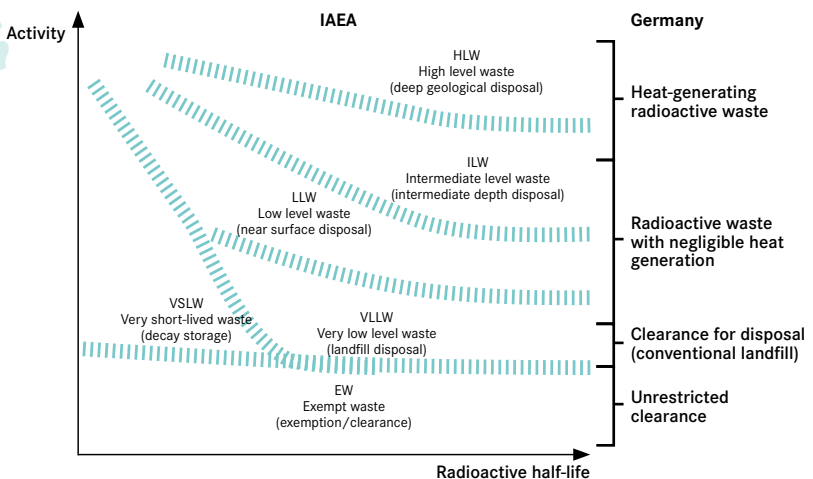 IAEA
Germany
Activity
HLW
High level waste
(deep geological disposal)
Heat-generating
radioactive waste
ILW
Intermediate level waste
(intermediate depth disposal)
LLW
Low level waste
(near surface disposal)
Radioactive waste
with negligible heat
generation
VSLW
Very short-lived waste
(decay storage)
VLLW
Very low level waste
(landfill disposal)
Clearance for disposal
(conventional landfill)
EW
Exempt waste
(exemption/clearance)
Unrestricted
clearance
Radioactive half-life